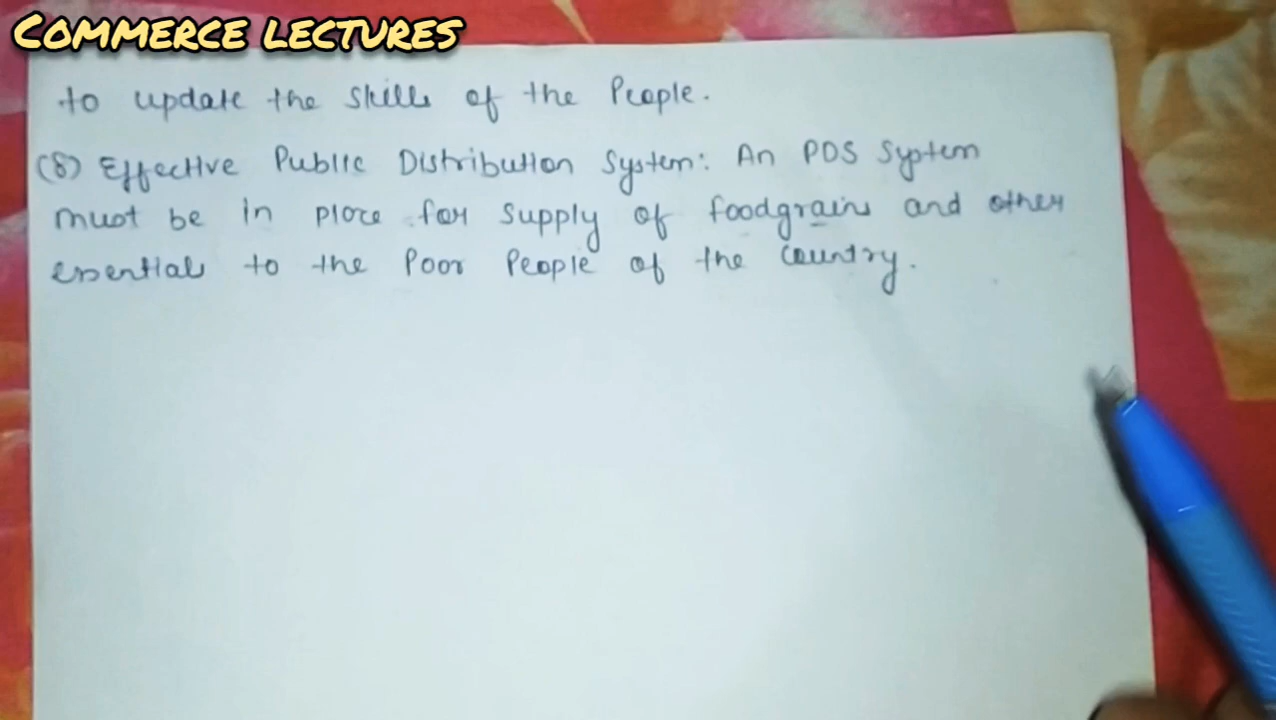 COMMERCE LECTURES
to update the skills of the People.
(8) Effective Public Distribution System: An PDS System
must be in place for supply of foodgrains and other
essentials to the Poor People of the Country.